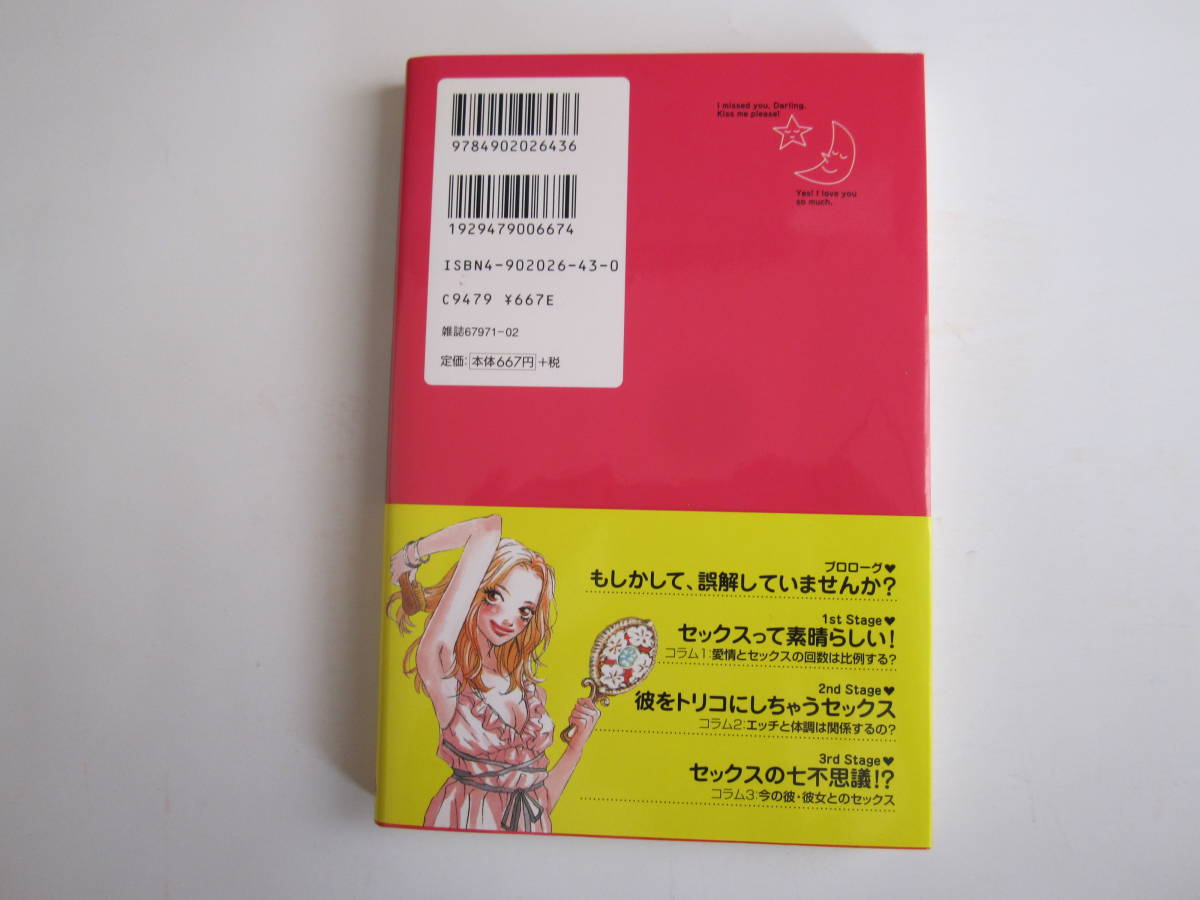 9784902026436
1929479006674
ISBN4-902026-43-0
C9479 ¥667E
雑誌67971-02
定価:本体667円+税
I missed you, Darling.
Kiss me please!
Yes! I love you
so much.
プロローグ♥
もしかして、誤解していませんか?
1st Stage♥
セックスって素晴らしい!
コラム1:愛情とセックスの回数は比例する?
2nd Stage♥
彼をトリコにしちゃうセックス
コラム2:エッチと体調は関係するの?
3rd Stage♥
セックスの七不思議!?
コラム3:今の彼・彼女とのセックス